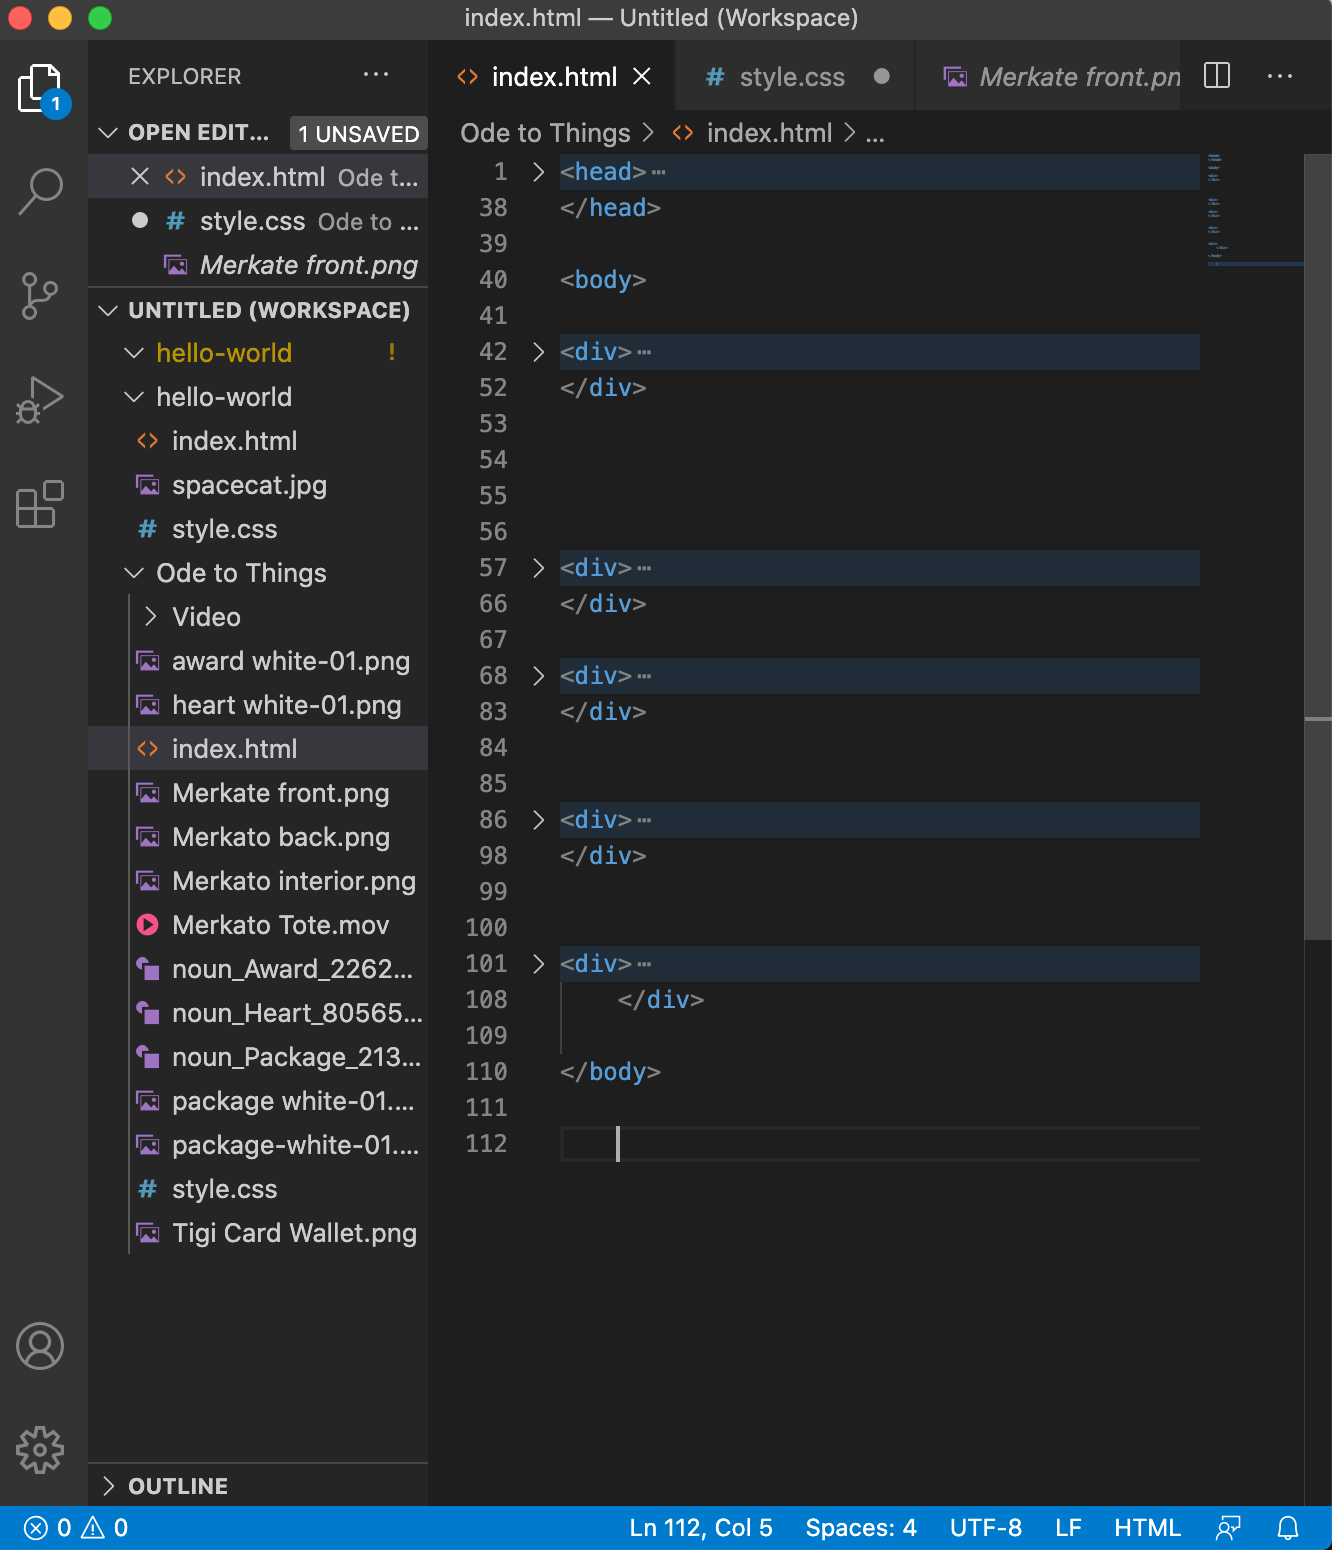 index.html — Untitled (Workspace)
EXPLORER
1
OPEN EDIT... 1 UNSAVED
index.html Ode t...
style.css Ode to ...
Merkate front.png
UNTITLED (WORKSPACE)
hello-world !
hello-world
index.html
spacecat.jpg
style.css
Ode to Things
Video
award white-01.png
heart white-01.png
index.html
Merkate front.png
Merkato back.png
Merkato interior.png
Merkato Tote.mov
noun_Award_2262...
noun_Heart_80565...
noun_Package_213...
package white-01....
package-white-01....
style.css
Tigi Card Wallet.png
OUTLINE
index.html
style.css
Merkate front.pn
Ode to Things > index.html > ...
1 <head>...
38 </head>
39
40 <body>
41
42 <div>...
52 </div>
53
54
55
56
57 <div>...
66 </div>
67
68 <div>...
83 </div>
84
85
86 <div>...
98 </div>
99
100
101 <div>...
108 </div>
109
110 </body>
111
112
0 0 Ln 112, Col 5 Spaces: 4 UTF-8 LF HTML